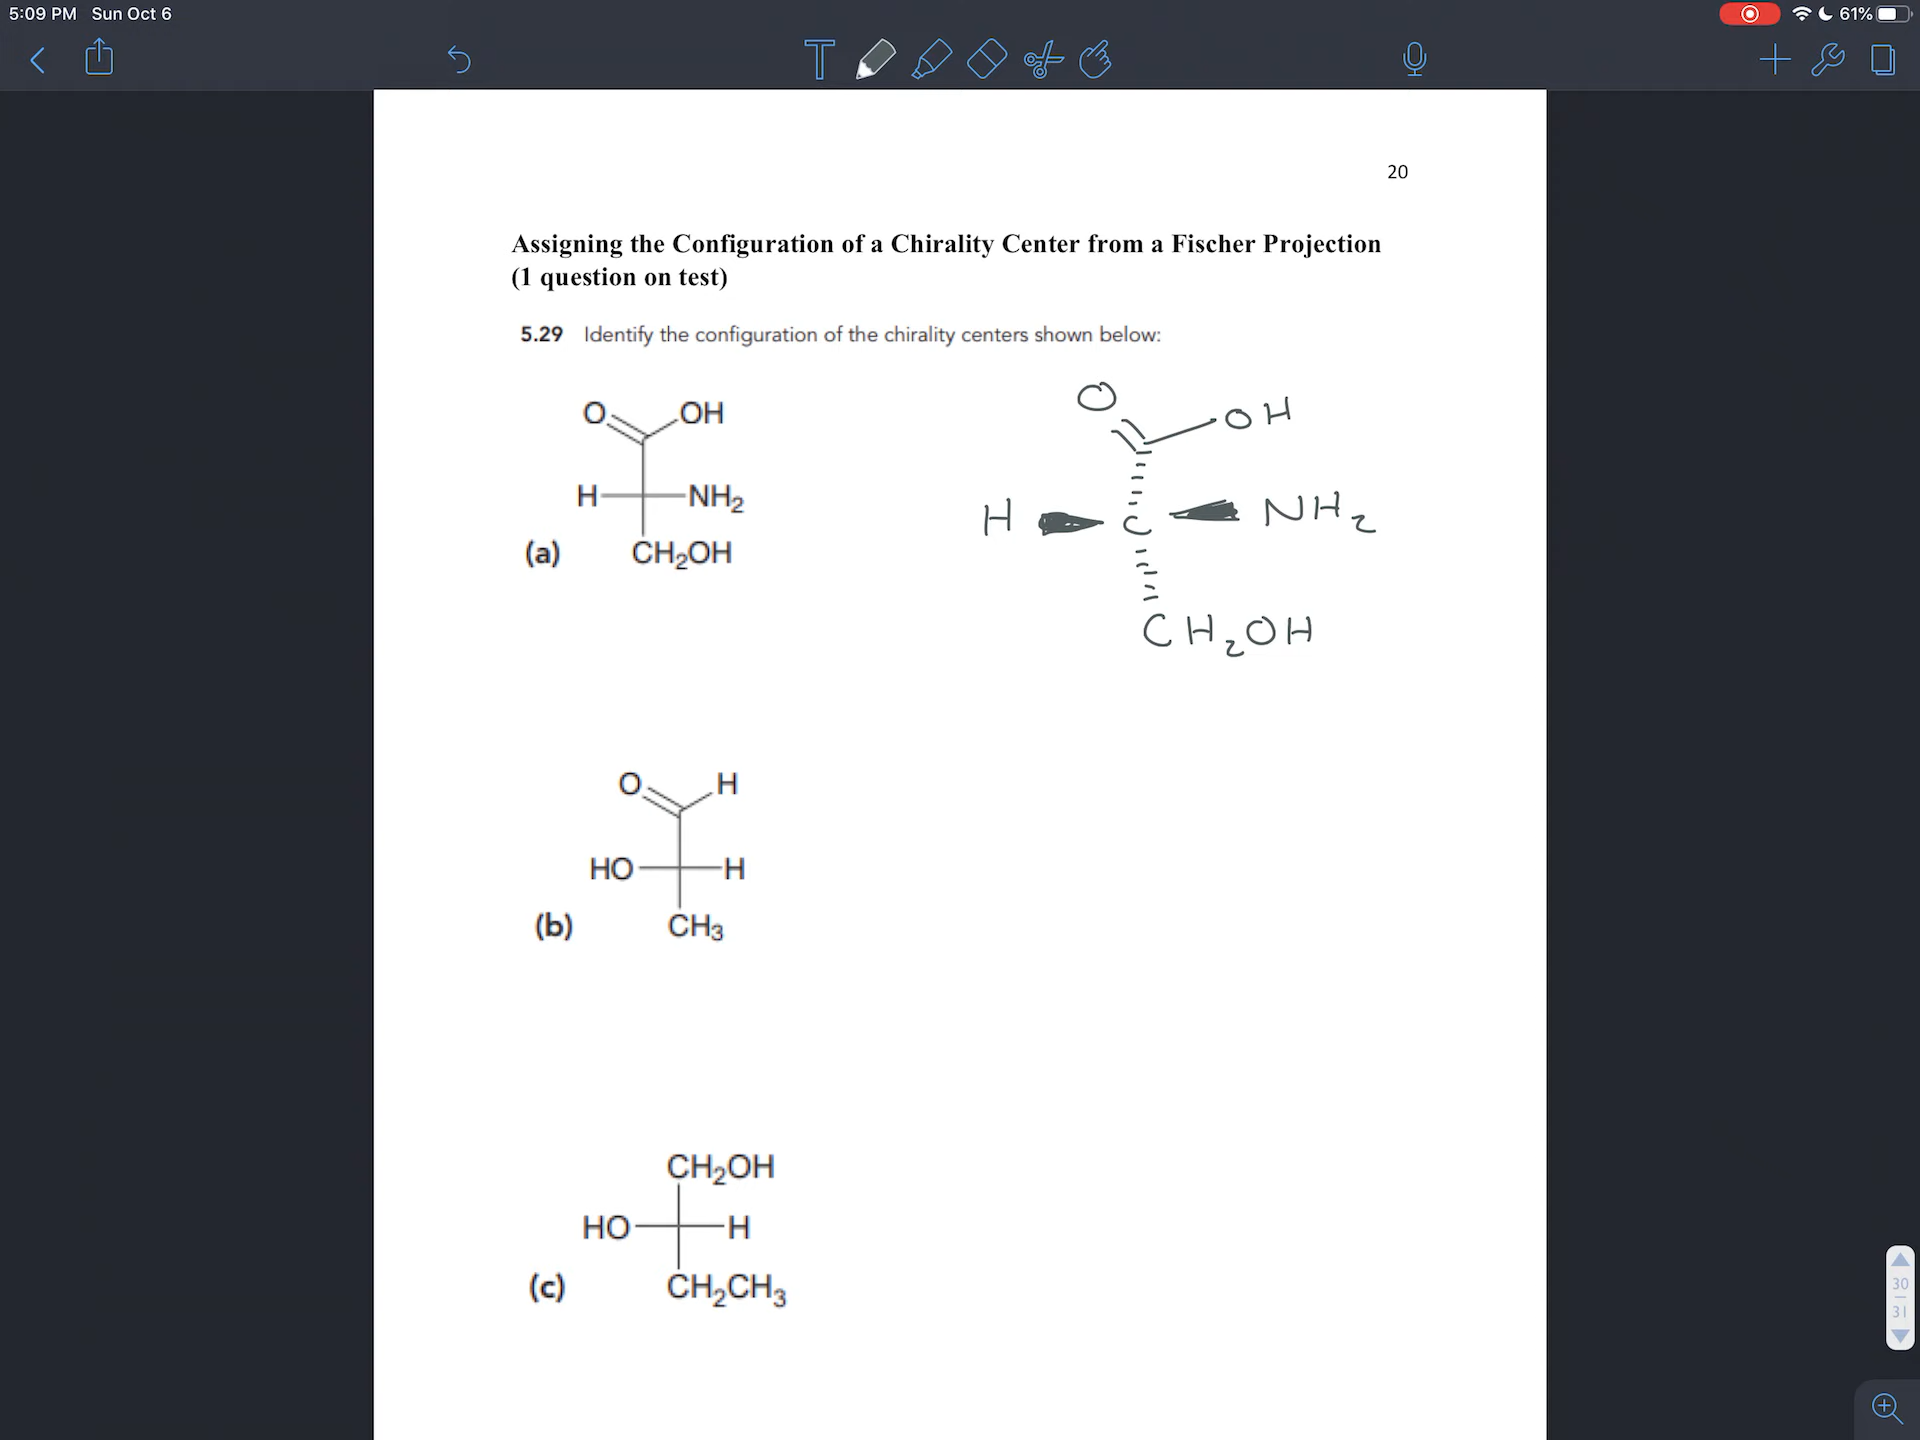 5:09 PM Sun Oct 6 61%
T
20
Assigning the Configuration of a Chirality Center from a Fischer Projection
(1 question on test)
5.29 Identify the configuration of the chirality centers shown below:
O OH
H NH₂
(a) CH₂OH
O OH
H C NH₂
CH₂OH
O H
HO H
(b) CH₃
CH₂OH
HO H
(c) CH₂CH₃
30
31